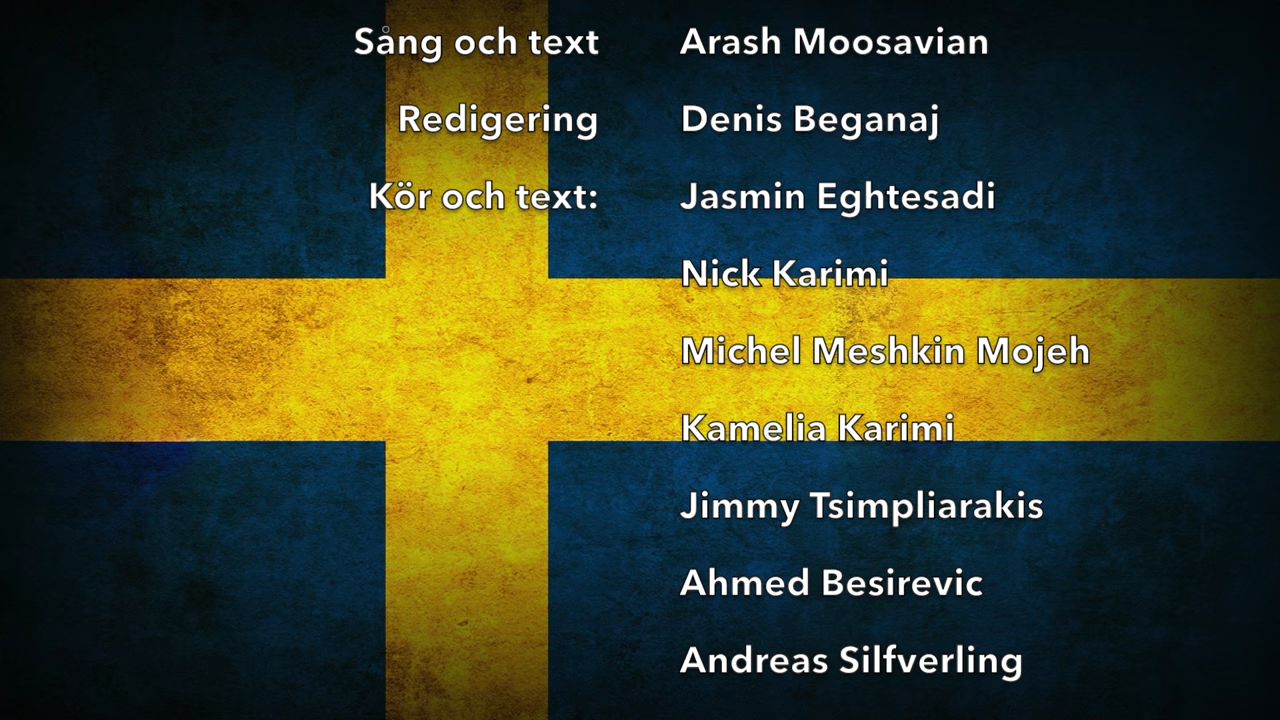 Sång och text Arash Moosavian
Redigering Denis Beganaj
Kör och text: Jasmin Eghtesadi
Nick Karimi
Michel Meshkin Mojeh
Kamelia Karimi
Jimmy Tsimpliarakis
Ahmed Besirevic
Andreas Silfverling